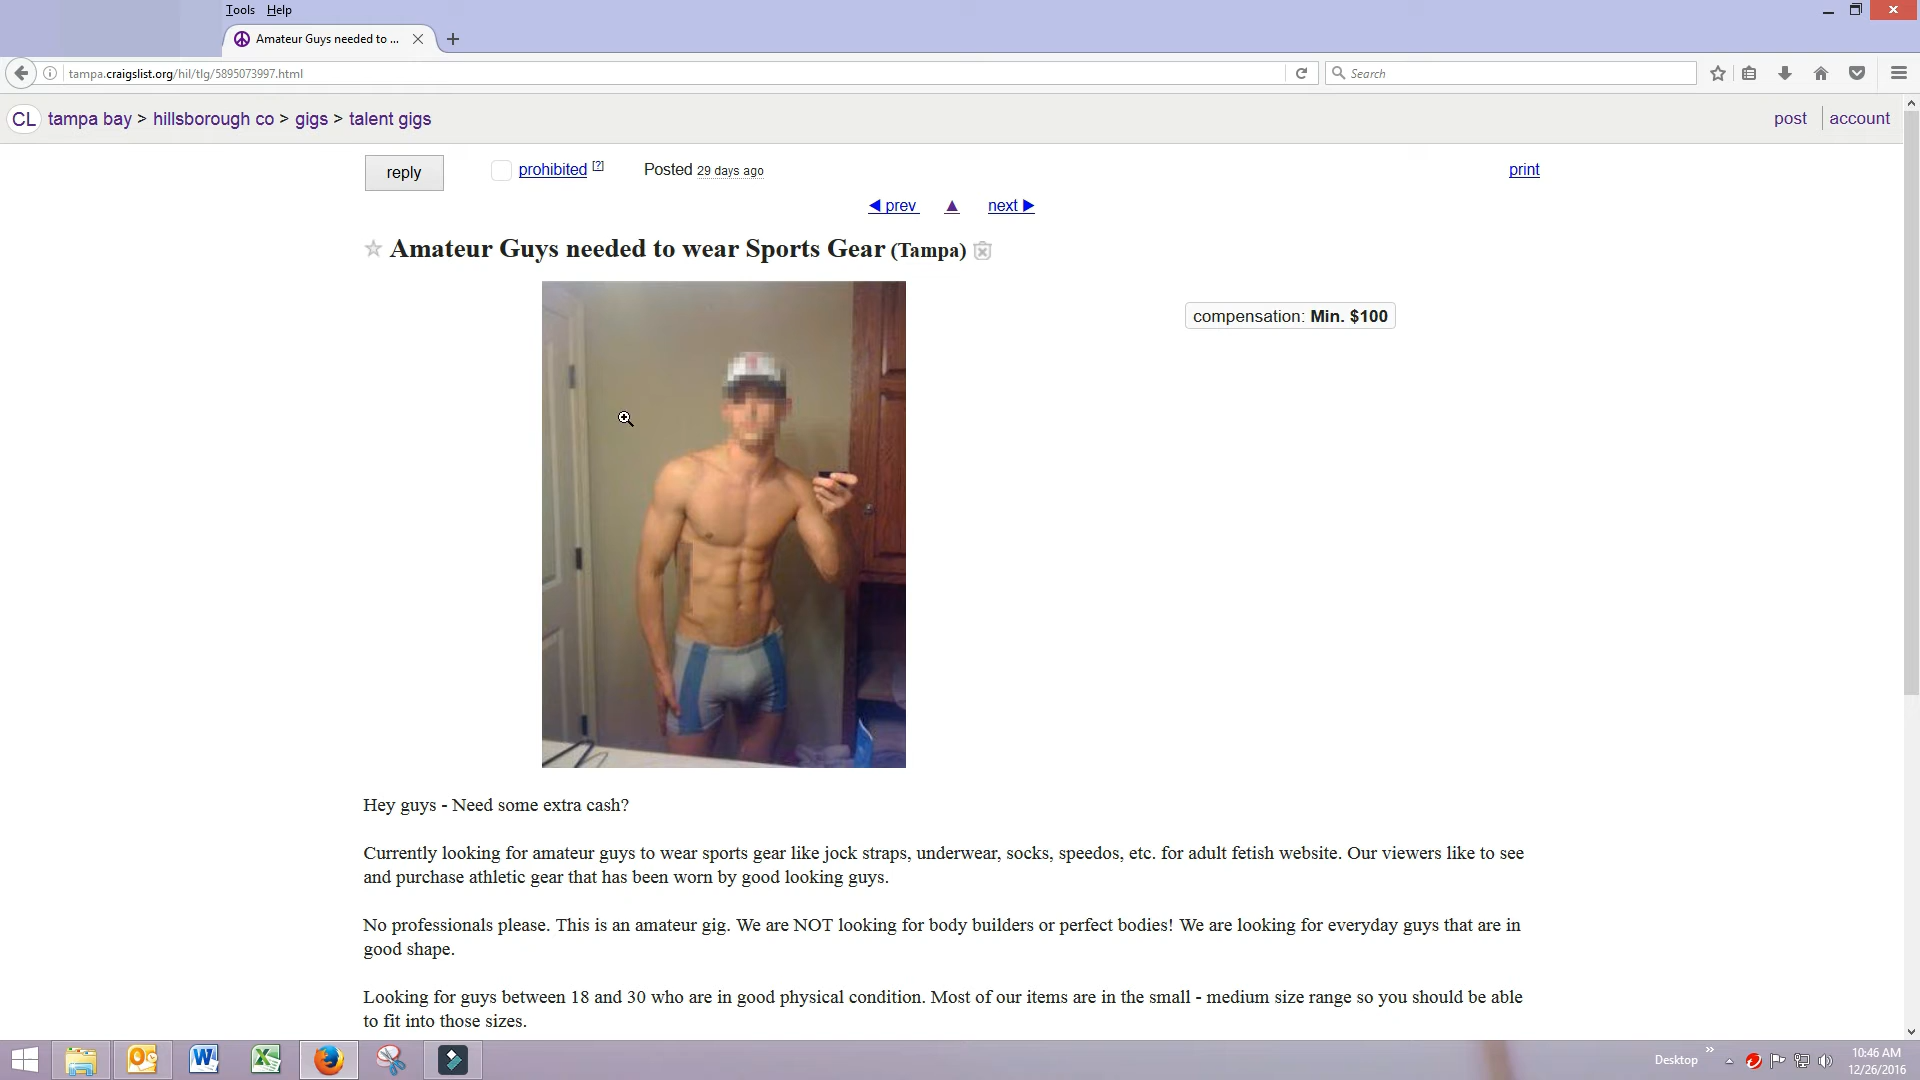 Tools Help
Amateur Guys needed to ...
tampa.craigslist.org/hil/tlg/5895073997.html
Search
CL tampa bay > hillsborough co > gigs > talent gigs
post account
reply prohibited [?] Posted 29 days ago print
◀ prev ▲ next ▶
☆ Amateur Guys needed to wear Sports Gear (Tampa)
compensation: Min. $100
Hey guys - Need some extra cash?
Currently looking for amateur guys to wear sports gear like jock straps, underwear, socks, speedos, etc. for adult fetish website. Our viewers like to see
and purchase athletic gear that has been worn by good looking guys.
No professionals please. This is an amateur gig. We are NOT looking for body builders or perfect bodies! We are looking for everyday guys that are in
good shape.
Looking for guys between 18 and 30 who are in good physical condition. Most of our items are in the small - medium size range so you should be able
to fit into those sizes.
Desktop
10:46 AM
12/26/2016